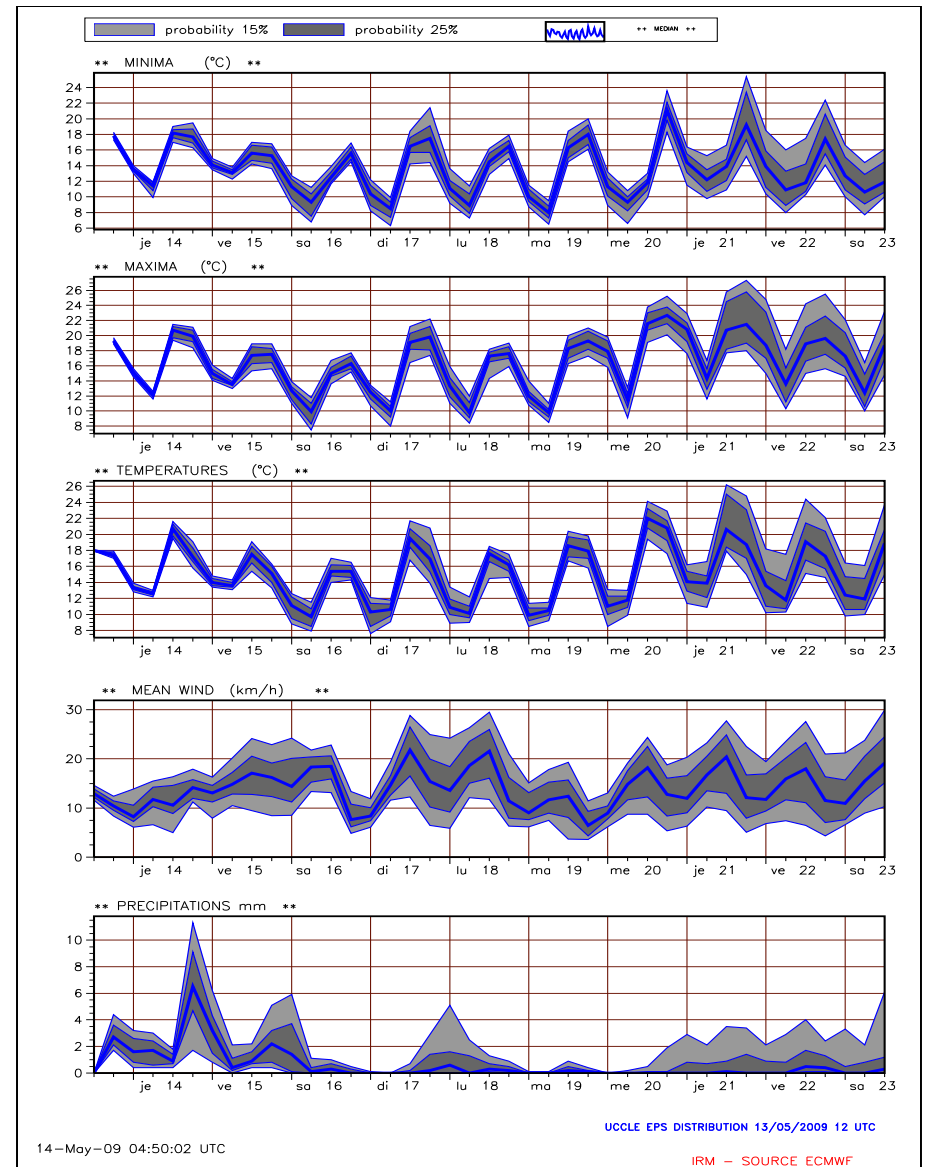 probability 15% probability 25% ++ MEDIAN ++
** MINIMA (°C) **
24
22
20
18
16
14
12
10
8
6
je 14 ve 15 sa 16 di 17 lu 18 ma 19 me 20 je 21 ve 22 sa 23
** MAXIMA (°C) **
26
24
22
20
18
16
14
12
10
8
je 14 ve 15 sa 16 di 17 lu 18 ma 19 me 20 je 21 ve 22 sa 23
** TEMPERATURES (°C) **
26
24
22
20
18
16
14
12
10
8
je 14 ve 15 sa 16 di 17 lu 18 ma 19 me 20 je 21 ve 22 sa 23
** MEAN WIND (km/h) **
30
20
10
0
je 14 ve 15 sa 16 di 17 lu 18 ma 19 me 20 je 21 ve 22 sa 23
** PRECIPITATIONS mm **
10
8
6
4
2
0
je 14 ve 15 sa 16 di 17 lu 18 ma 19 me 20 je 21 ve 22 sa 23
UCCLE EPS DISTRIBUTION 13/05/2009 12 UTC
14-May-09 04:50:02 UTC
IRM - SOURCE ECMWF